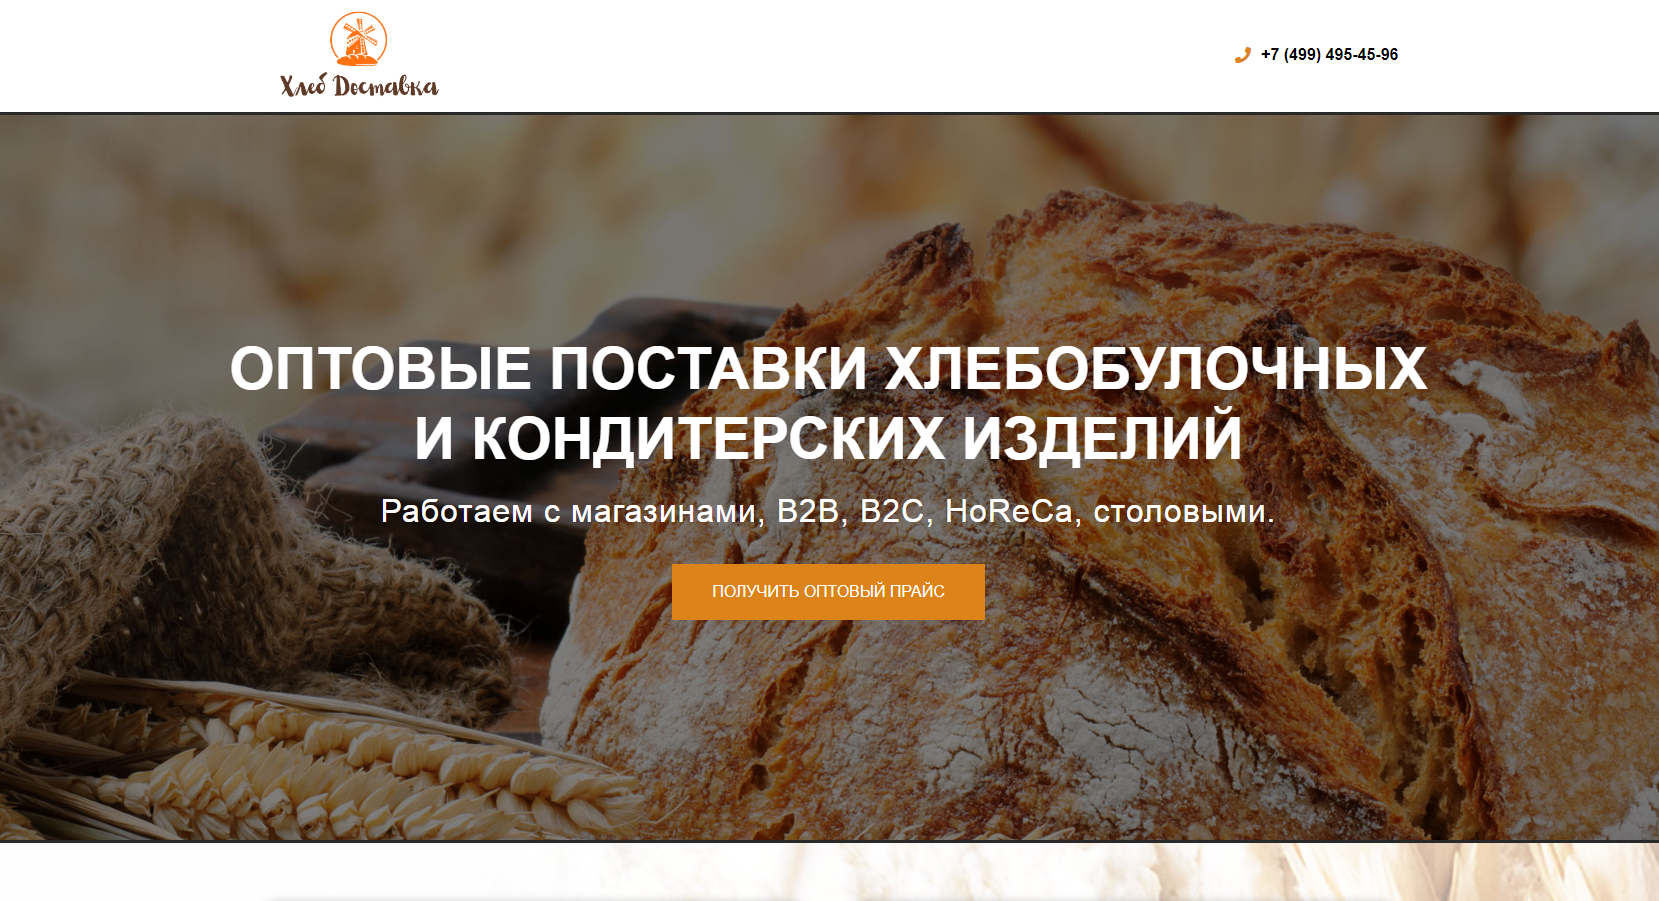 Хлеб Доставка
+7 (499) 495-45-96
ОПТОВЫЕ ПОСТАВКИ ХЛЕБОБУЛОЧНЫХ
И КОНДИТЕРСКИХ ИЗДЕЛИЙ
Работаем с магазинами, B2B, B2C, HoReCa, столовыми.
ПОЛУЧИТЬ ОПТОВЫЙ ПРАЙС